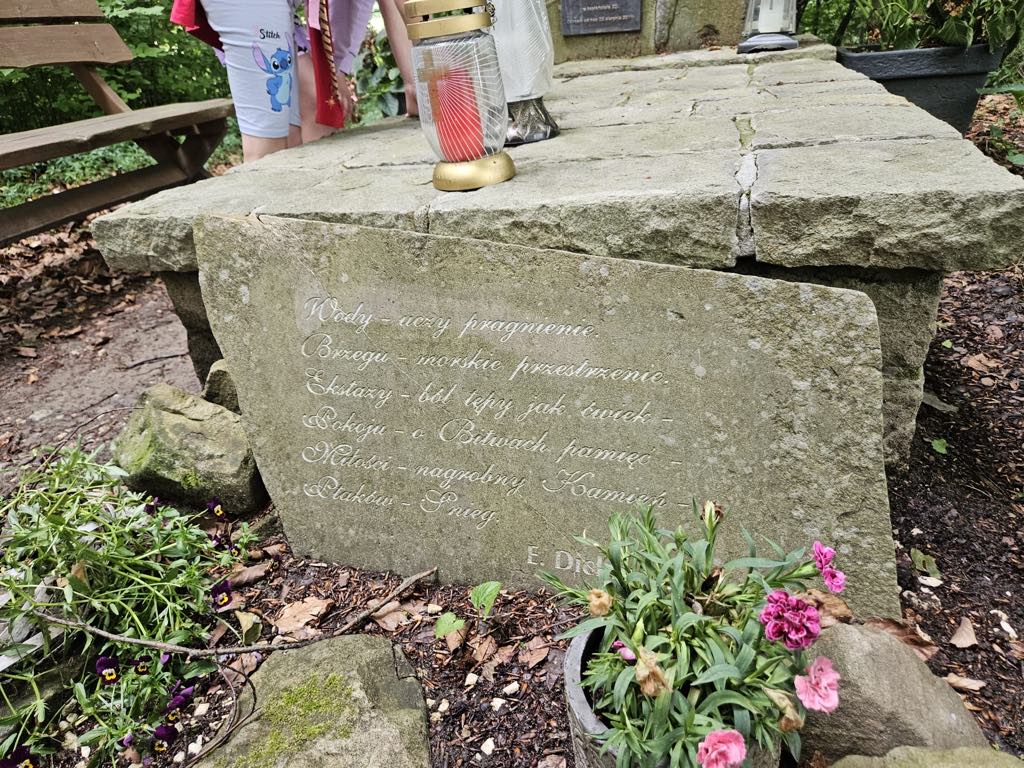 Stitch
Wody – uczy pragnienie.
Brzegu – morskie przestrzenie.
Ekstazy – ból tępy jak ćwiek –
Pokoju – o Bitwach pamięć –
Miłości – nagrobny Kamień –
Ptaków – Śnieg.
E. Dick